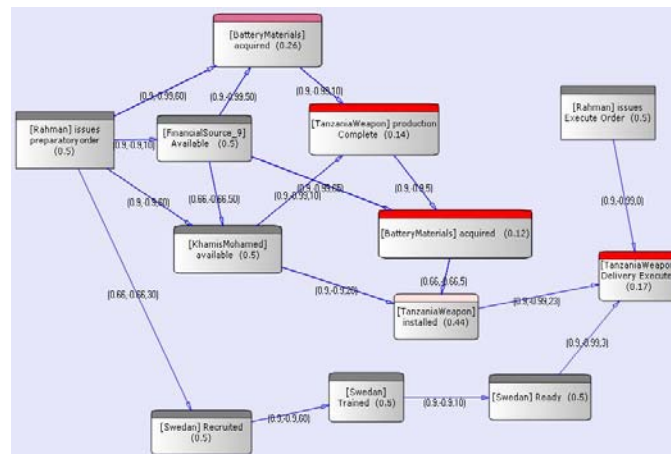 [BatteryMaterials]
acquired (0.26)
(0.9,-0.99,60)
(0.9,-0.99,50)
(0.9,-0.99,10)
[Rahman] issues
Execute Order (0.5)
[Rahman] issues
preparatory order
(0.5)
(0.9,-0.9,10)
[FinancialSource_9]
Available (0.5)
[TanzaniaWeapon] production
Complete (0.14)
(0.66,-0.66,50)
(0.9,-0.9,60)
(0.9,-0.99,10)
(0.9,-0.9,5)
(0.9,-0.99,0)
[KhamisMohamed]
available (0.5)
[BatteryMaterials] acquired (0.12)
(0.66,-0.66,30)
(0.9,-0.9,20)
(0.66,-0.66,5)
[TanzaniaWeapon]
Delivery Execute
(0.17)
[TanzaniaWeapon]
installed (0.44)
(0.9,-0.99,23)
(0.9,-0.99,3)
[Swedan]
Trained (0.5)
(0.9,-0.9,10)
[Swedan] Ready (0.5)
[Swedan] Recruited
(0.5)
(0.9,-0.9,60)